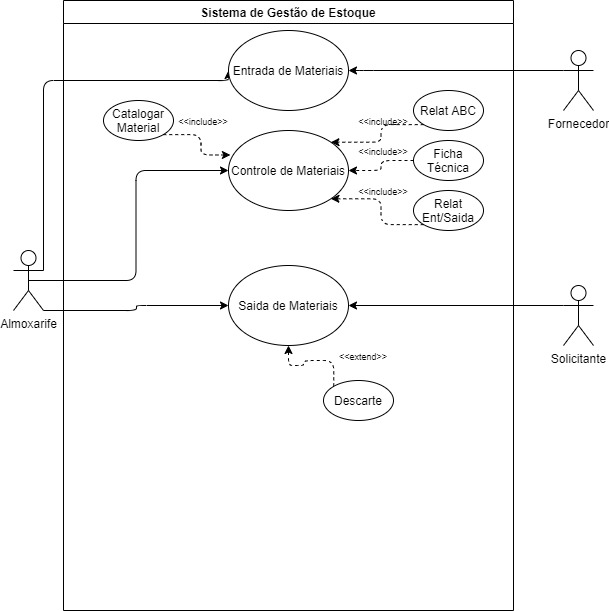 Sistema de Gestão de Estoque
Entrada de Materiais
Fornecedor
Catalogar
Material
<<include>>
Relat ABC
<<include>>
Controle de Materiais
Ficha
Técnica
<<include>>
Relat
Ent/Saida
<<include>>
Almoxarife
Saida de Materiais
Solicitante
<<extend>>
Descarte